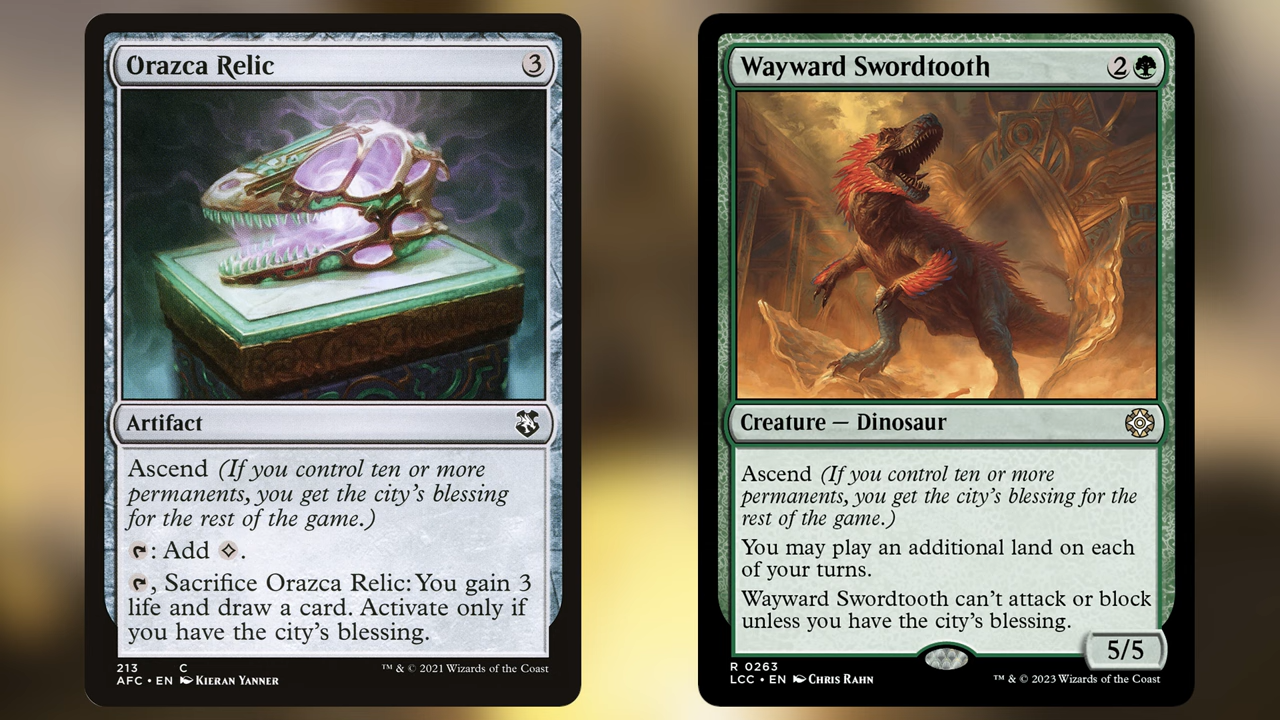 Orazca Relic 3
Artifact
Ascend (If you control ten or more
permanents, you get the city's blessing
for the rest of the game.)
: Add .
, Sacrifice Orazca Relic: You gain 3
life and draw a card. Activate only if
you have the city's blessing.
213 C
AFC • EN Kieran Yanner
™ & © 2021 Wizards of the Coast
Wayward Swordtooth 2
Creature — Dinosaur
Ascend (If you control ten or more
permanents, you get the city's blessing for the
rest of the game.)
You may play an additional land on each
of your turns.
Wayward Swordtooth can't attack or block
unless you have the city's blessing.
5/5
R 0263
LCC • EN Chris Rahn
™ & © 2023 Wizards of the Coast